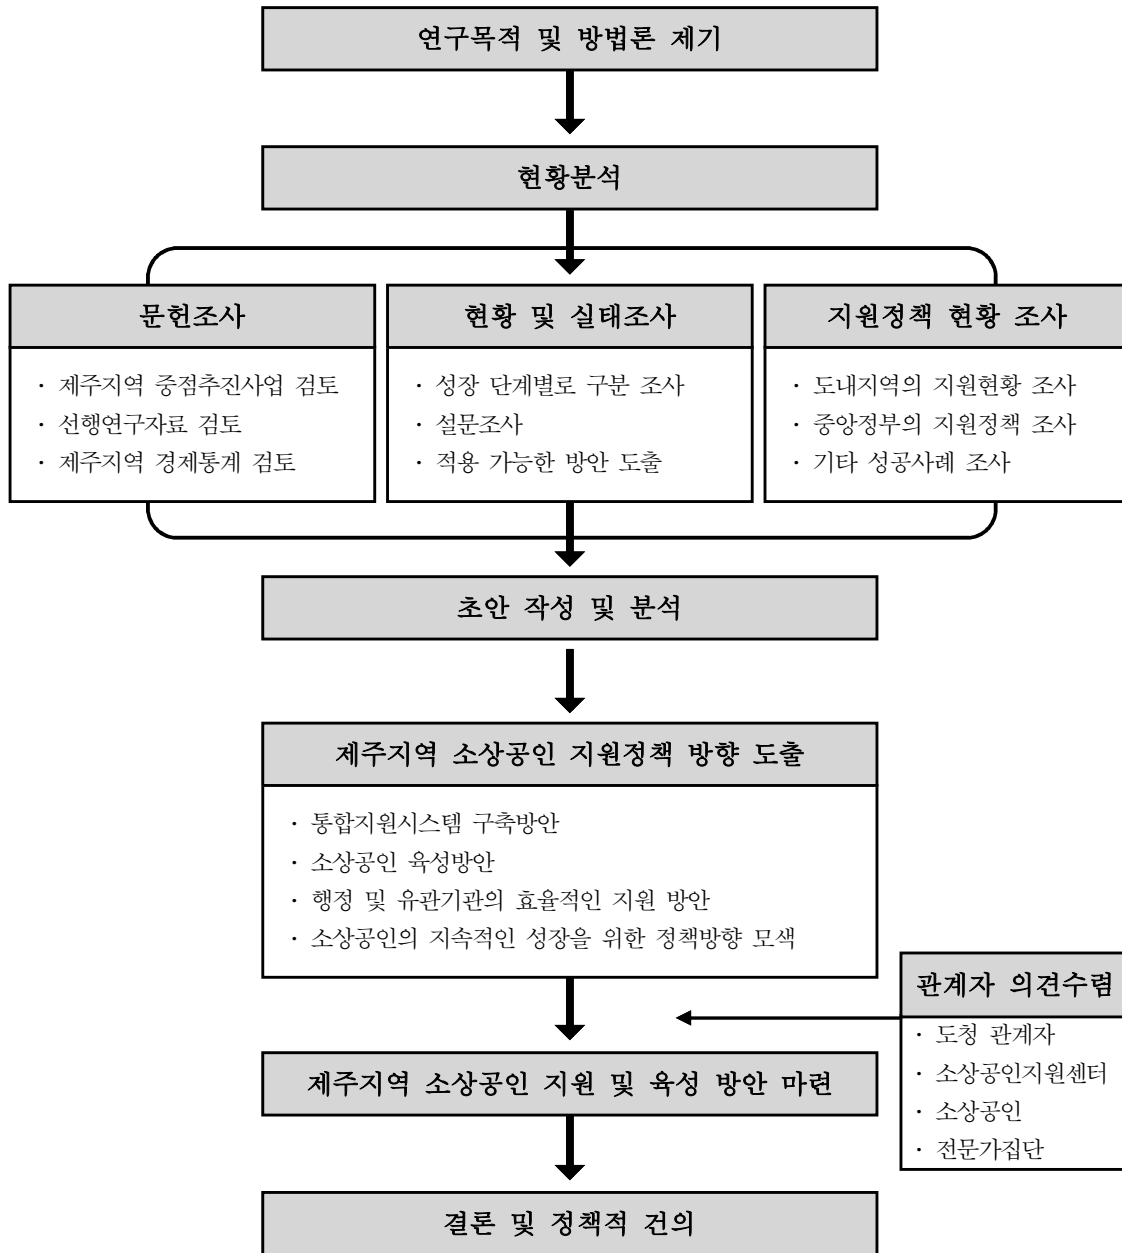 연구목적 및 방법론 제기
현황분석
문헌조사
· 제주지역 중점추진사업 검토
· 선행연구자료 검토
· 제주지역 경제통계 검토
현황 및 실태조사
· 성장 단계별로 구분 조사
· 설문조사
· 적용 가능한 방안 도출
지원정책 현황 조사
· 도내지역의 지원현황 조사
· 중앙정부의 지원정책 조사
· 기타 성공사례 조사
초안 작성 및 분석
제주지역 소상공인 지원정책 방향 도출
· 통합지원시스템 구축방안
· 소상공인 육성방안
· 행정 및 유관기관의 효율적인 지원 방안
· 소상공인의 지속적인 성장을 위한 정책방향 모색
관계자 의견수렴
· 도청 관계자
· 소상공인지원센터
· 소상공인
· 전문가집단
제주지역 소상공인 지원 및 육성 방안 마련
결론 및 정책적 건의